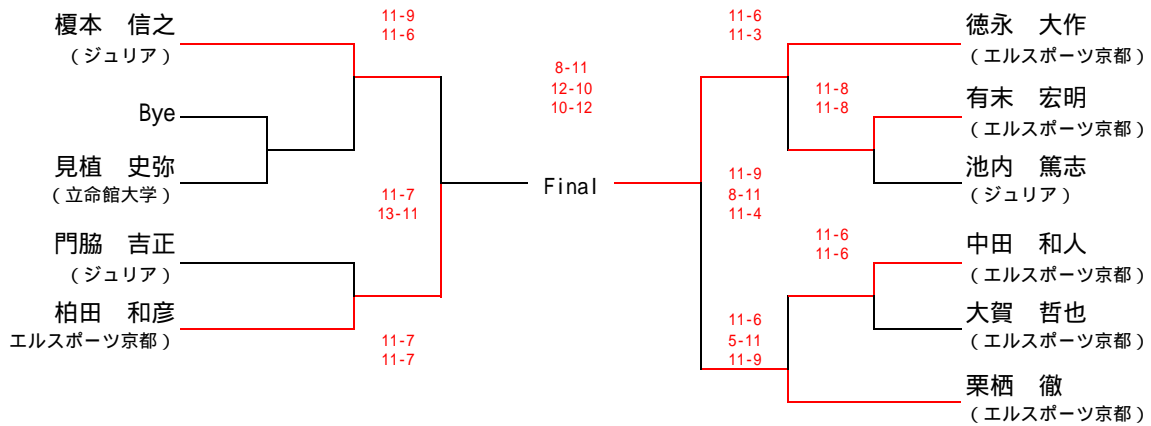 榎本　信之
（ジュリア）
Bye
見植　史弥
（立命館大学）
門脇　吉正
（ジュリア）
柏田　和彦
エルスポーツ京都）
11-9
11-6
11-7
13-11
11-7
11-7
8-11
12-10
10-12
Final
11-6
11-3
11-8
11-8
11-9
8-11
11-4
11-6
11-6
11-6
5-11
11-9
徳永　大作
（エルスポーツ京都）
有末　宏明
（エルスポーツ京都）
池内　篤志
（ジュリア）
中田　和人
（エルスポーツ京都）
大賀　哲也
（エルスポーツ京都）
栗栖　徹
（エルスポーツ京都）